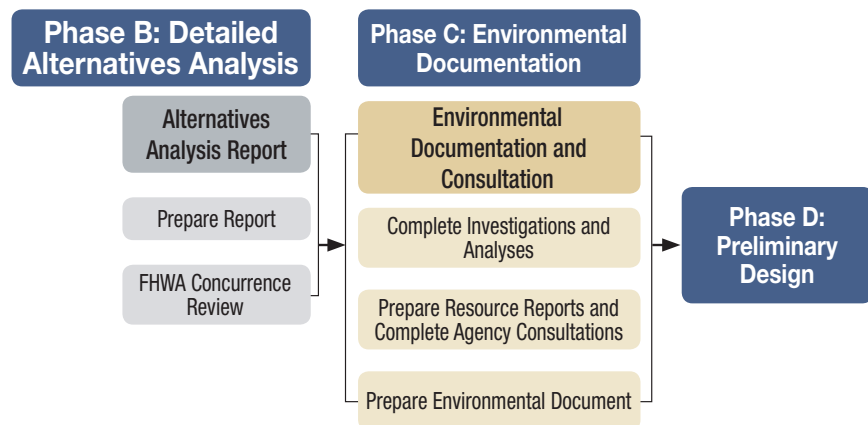 Phase B: Detailed
Alternatives Analysis
Alternatives
Analysis Report
Prepare Report
FHWA Concurrence
Review
Phase C: Environmental
Documentation
Environmental
Documentation and
Consultation
Complete Investigations and
Analyses
Prepare Resource Reports and
Complete Agency Consultations
Prepare Environmental Document
Phase D:
Preliminary
Design